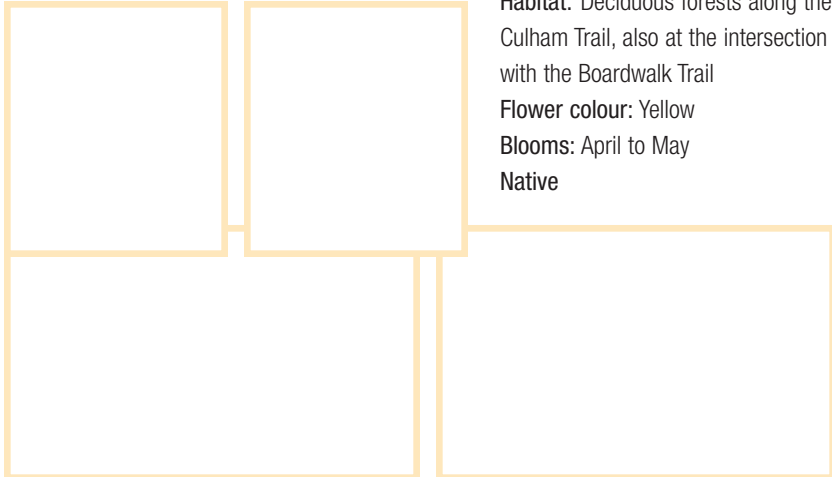 Habitat: Deciduous forests along the
Culham Trail, also at the intersection
with the Boardwalk Trail
Flower colour: Yellow
Blooms: April to May
Native